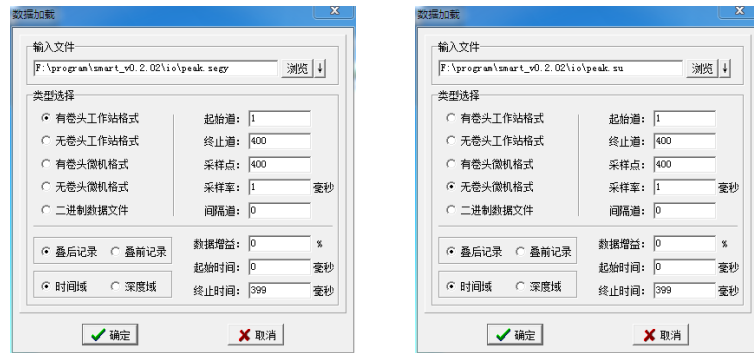 数据加载
输入文件
F:\program\smart_v0.2.02\io\peak.segy 浏览 ↓
类型选择
有卷头工作站格式 起始道: 1
无卷头工作站格式 终止道: 400
有卷头微机格式 采样点: 400
无卷头微机格式 采样率: 1 毫秒
二进制数据文件 间隔道: 0
叠后记录 叠前记录 数据增益: 0 %
起始时间: 0 毫秒
时间域 深度域 终止时间: 399 毫秒
确定 取消
数据加载
输入文件
F:\program\smart_v0.2.02\io\peak.su 浏览 ↓
类型选择
有卷头工作站格式 起始道: 1
无卷头工作站格式 终止道: 400
有卷头微机格式 采样点: 400
无卷头微机格式 采样率: 1 毫秒
二进制数据文件 间隔道: 0
叠后记录 叠前记录 数据增益: 0 %
起始时间: 0 毫秒
时间域 深度域 终止时间: 399 毫秒
确定 取消